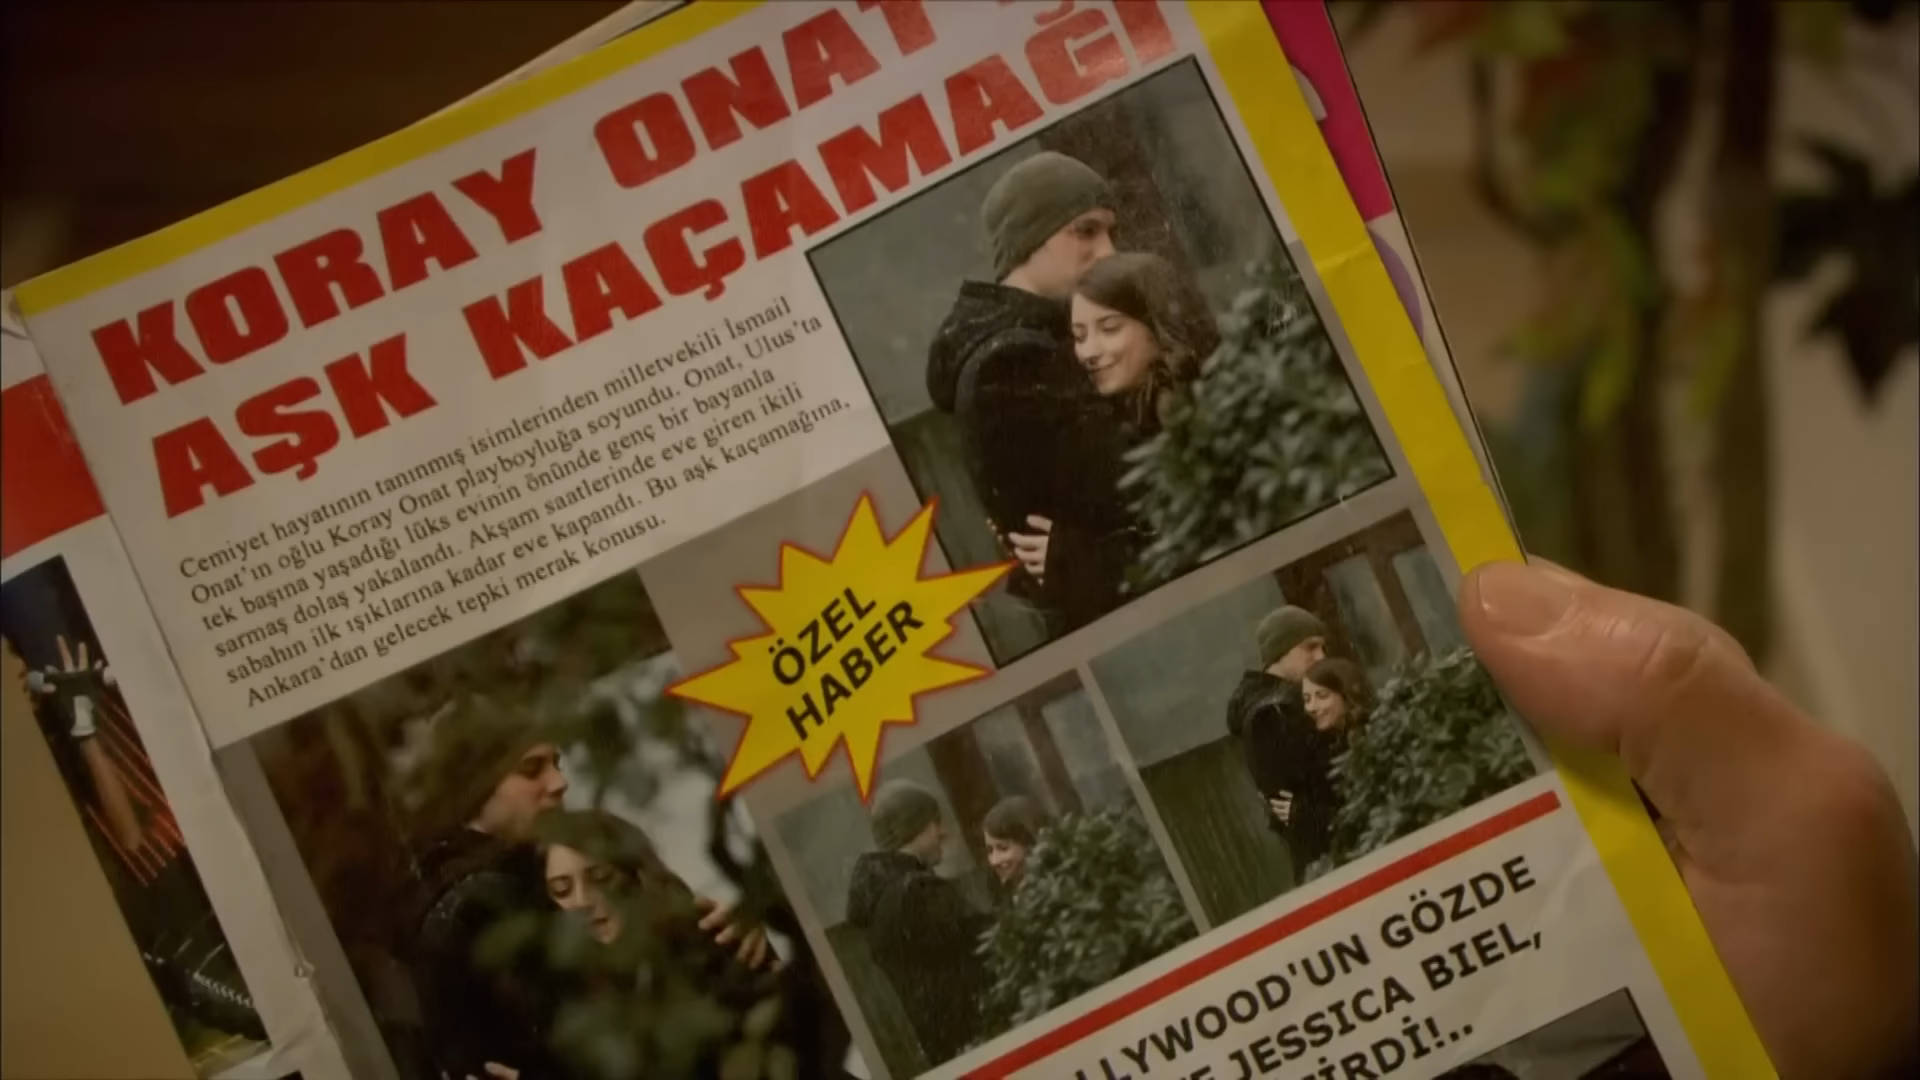 KORAY ONAT
AŞK KAÇAMAĞI
Cemiyet hayatının tanınmış isimlerinden milletvekili İsmail
Onat'ın oğlu Koray Onat playboyluğa soyundu. Onat, Ulus'ta
tek başına yaşadığı lüks evinin önünde genç bir bayanla
sarmaş dolaş yakalandı. Akşam saatlerinde eve giren ikili
sabahın ilk ışıklarına kadar eve kapandı. Bu aşk kaçamağına,
Ankara'dan gelecek tepki merak konusu.
ÖZEL
HABER
LLYWOOD'UN GÖZDE
JESSICA BIEL,
İRDİ!..